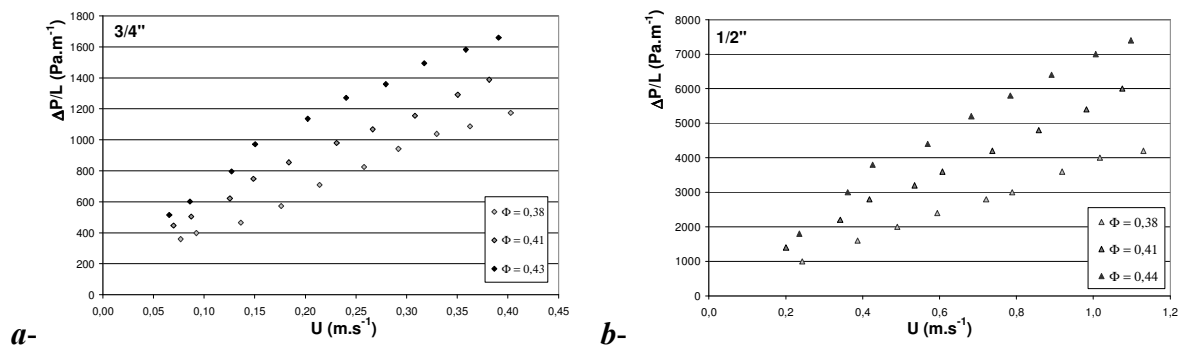 3/4"
ΔP/L (Pa.m⁻¹)
1800
1600
1400
1200
1000
800
600
400
200
0
0,00 0,05 0,10 0,15 0,20 0,25 0,30 0,35 0,40 0,45
U (m.s⁻¹)
Φ = 0,38
Φ = 0,41
Φ = 0,43
a-
1/2"
ΔP/L (Pa.m⁻¹)
8000
7000
6000
5000
4000
3000
2000
1000
0
0,0 0,2 0,4 0,6 0,8 1,0 1,2
U (m.s⁻¹)
Φ = 0,38
Φ = 0,41
Φ = 0,44
b-